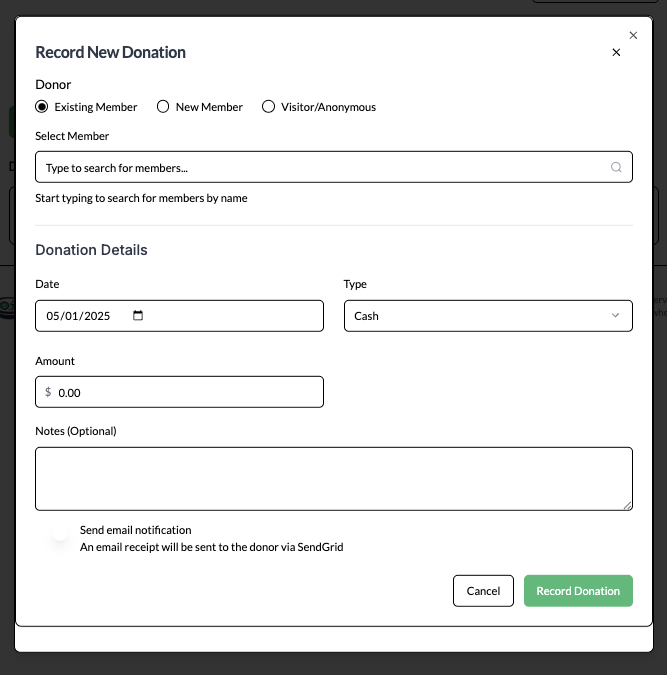 Record New Donation
Donor
Existing Member New Member Visitor/Anonymous
Select Member
Type to search for members...
Start typing to search for members by name
Donation Details
Date Type
05/01/2025 Cash
Amount
$ 0.00
Notes (Optional)
Send email notification
An email receipt will be sent to the donor via SendGrid
Cancel Record Donation